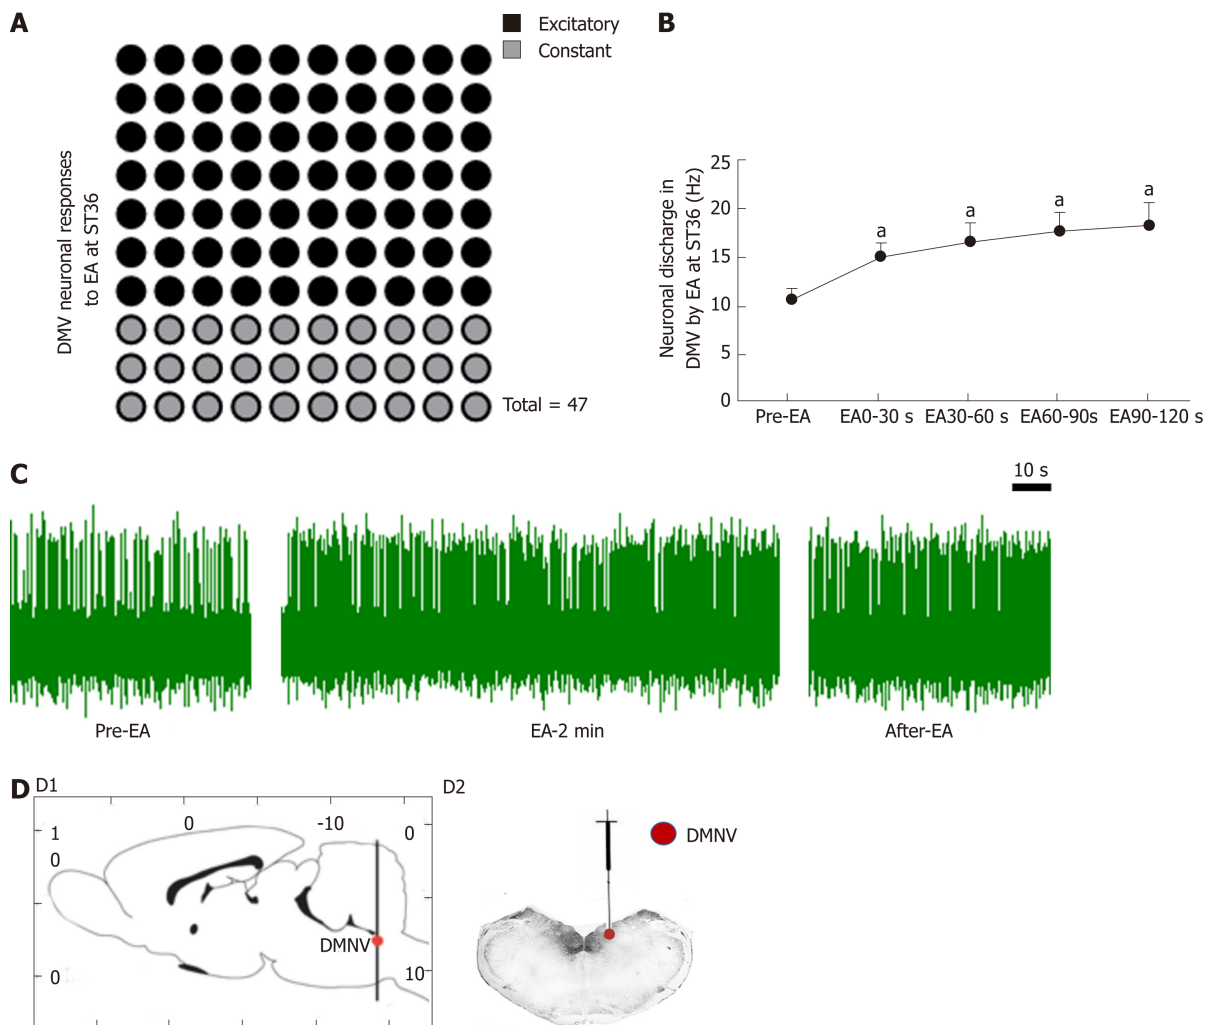 A
Excitatory
Constant
DMV neuronal responses
to EA at ST36
Total = 47
B
Neuronal discharge in
DMV by EA at ST36 (Hz)
25
20
15
10
5
0
a
a
a
a
Pre-EA
EA0-30 s
EA30-60 s
EA60-90s
EA90-120 s
C
10 s
Pre-EA
EA-2 min
After-EA
D
D1
0
-10
1
0
0
0
10
DMNV
D2
DMNV